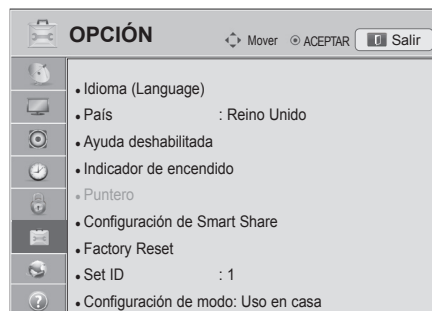 OPCIÓN
Mover
ACEPTAR
Salir
• Idioma (Language)
• País : Reino Unido
• Ayuda deshabilitada
• Indicador de encendido
• Puntero
• Configuración de Smart Share
• Factory Reset
• Set ID : 1
• Configuración de modo: Uso en casa